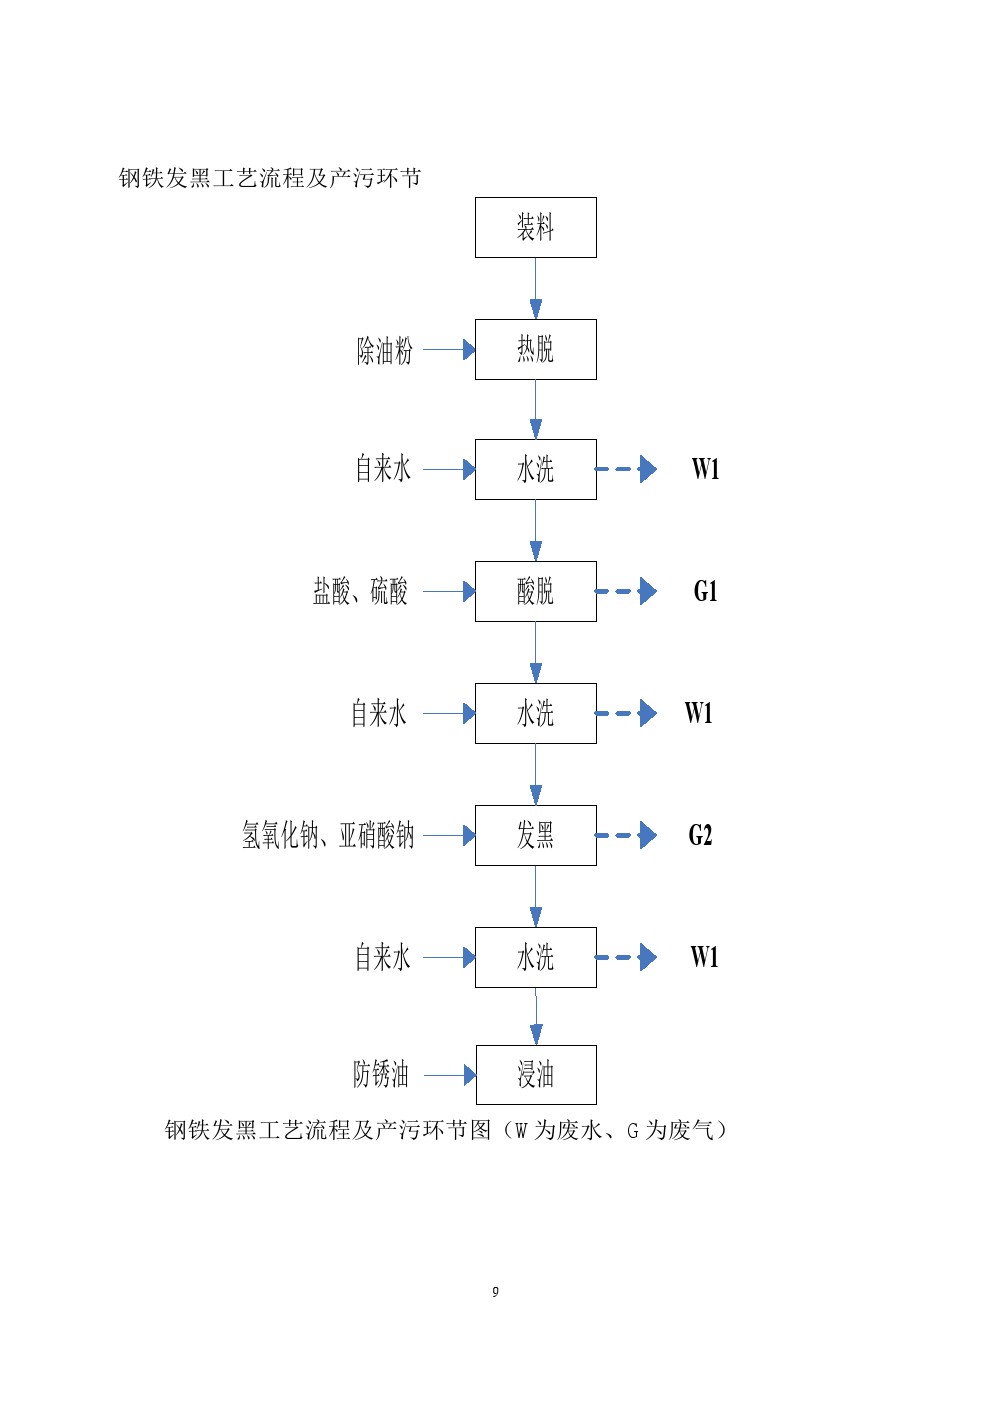 钢铁发黑工艺流程及产污环节
装料
除油粉 热脱
自来水 水洗 W1
盐酸、硫酸 酸脱 G1
自来水 水洗 W1
氢氧化钠、亚硝酸钠 发黑 G2
自来水 水洗 W1
防锈油 浸油
钢铁发黑工艺流程及产污环节图（W 为废水、G 为废气）
9